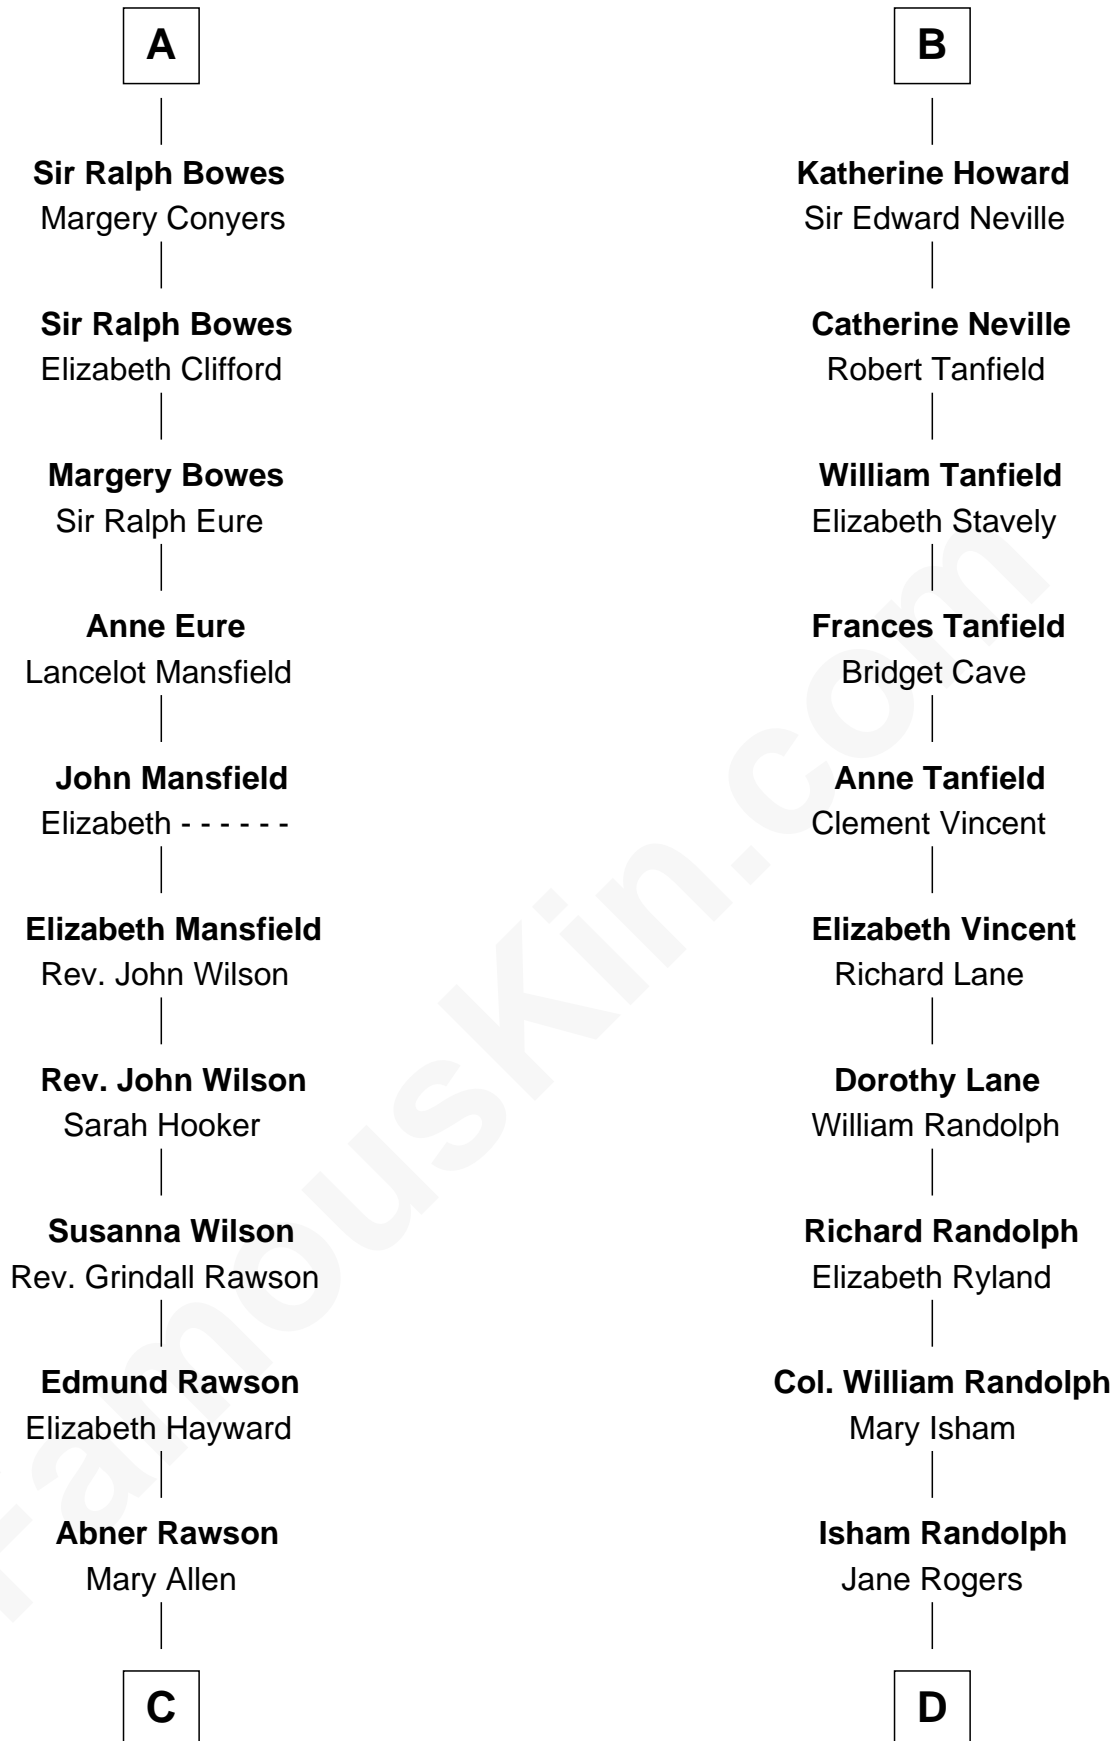 A
Sir Ralph Bowes
Margery Conyers
Sir Ralph Bowes
Elizabeth Clifford
Margery Bowes
Sir Ralph Eure
Anne Eure
Lancelot Mansfield
John Mansfield
Elizabeth - - - - - -
Elizabeth Mansfield
Rev. John Wilson
Rev. John Wilson
Sarah Hooker
Susanna Wilson
Rev. Grindall Rawson
Edmund Rawson
Elizabeth Hayward
Abner Rawson
Mary Allen
C
B
Katherine Howard
Sir Edward Neville
Catherine Neville
Robert Tanfield
William Tanfield
Elizabeth Stavely
Frances Tanfield
Bridget Cave
Anne Tanfield
Clement Vincent
Elizabeth Vincent
Richard Lane
Dorothy Lane
William Randolph
Richard Randolph
Elizabeth Ryland
Col. William Randolph
Mary Isham
Isham Randolph
Jane Rogers
D
FamousKin.com